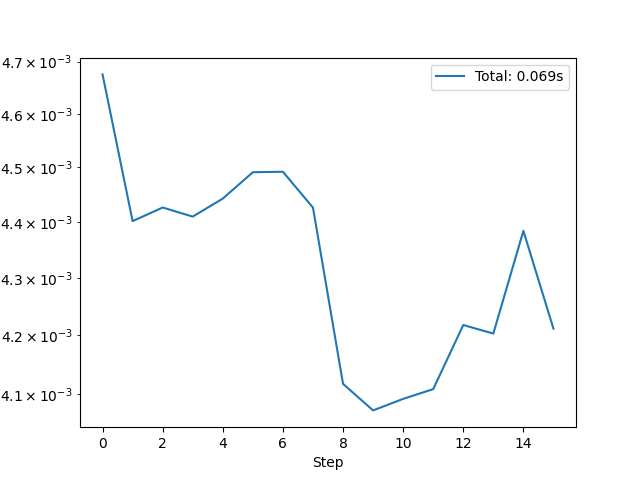 Total: 0.069s
4.7 × 10⁻³
4.6 × 10⁻³
4.5 × 10⁻³
4.4 × 10⁻³
4.3 × 10⁻³
4.2 × 10⁻³
4.1 × 10⁻³
0 2 4 6 8 10 12 14
Step